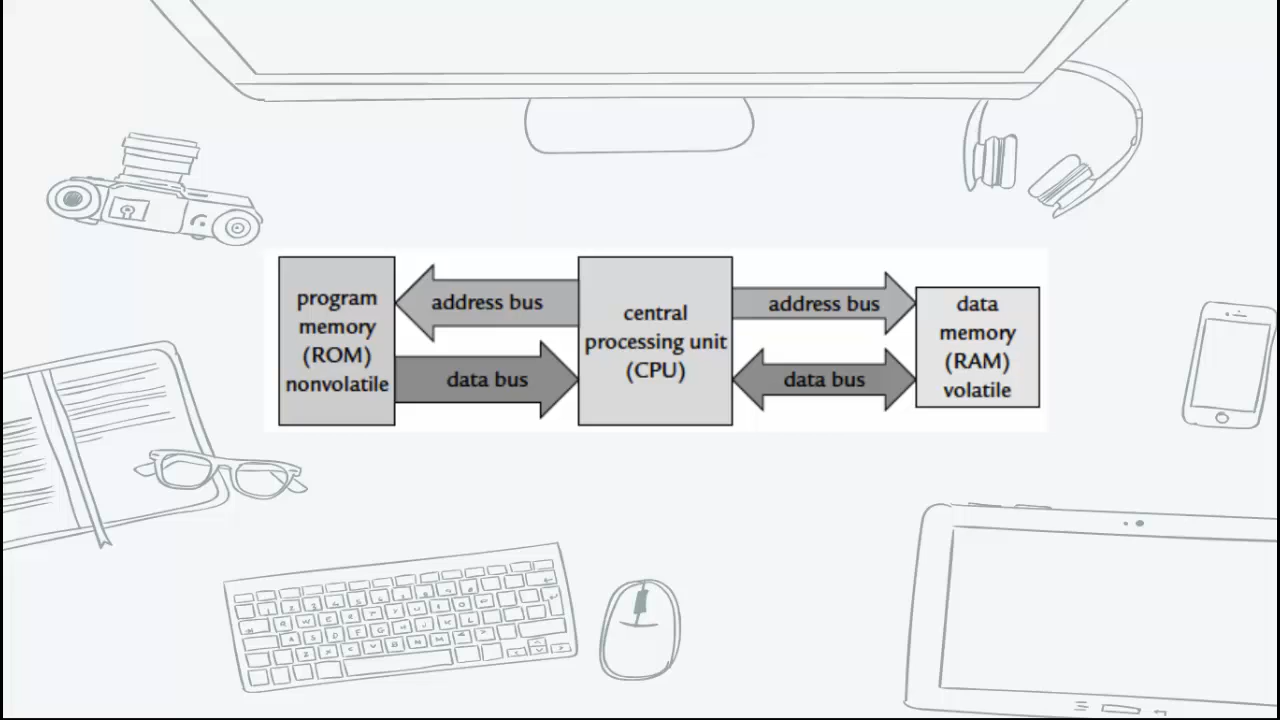 program
memory
(ROM)
nonvolatile
address bus
data bus
central
processing unit
(CPU)
address bus
data bus
data
memory
(RAM)
volatile